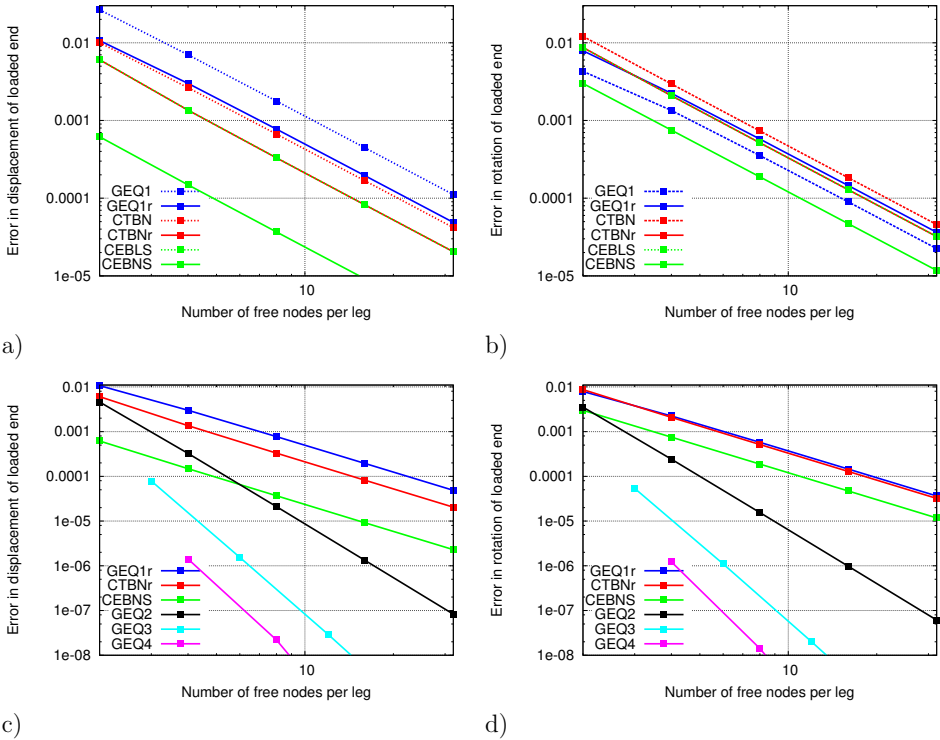 Error in displacement of loaded end
0.01
0.001
0.0001
1e-05
GEQ1
GEQ1r
CTBN
CTBNr
CEBLS
CEBNS
10
Number of free nodes per leg
a)
Error in rotation of loaded end
0.01
0.001
0.0001
1e-05
GEQ1
GEQ1r
CTBN
CTBNr
CEBLS
CEBNS
10
Number of free nodes per leg
b)
Error in displacement of loaded end
0.01
0.001
0.0001
1e-05
1e-06
1e-07
1e-08
GEQ1r
CTBNr
CEBNS
GEQ2
GEQ3
GEQ4
10
Number of free nodes per leg
c)
Error in rotation of loaded end
0.01
0.001
0.0001
1e-05
1e-06
1e-07
1e-08
GEQ1r
CTBNr
CEBNS
GEQ2
GEQ3
GEQ4
10
Number of free nodes per leg
d)